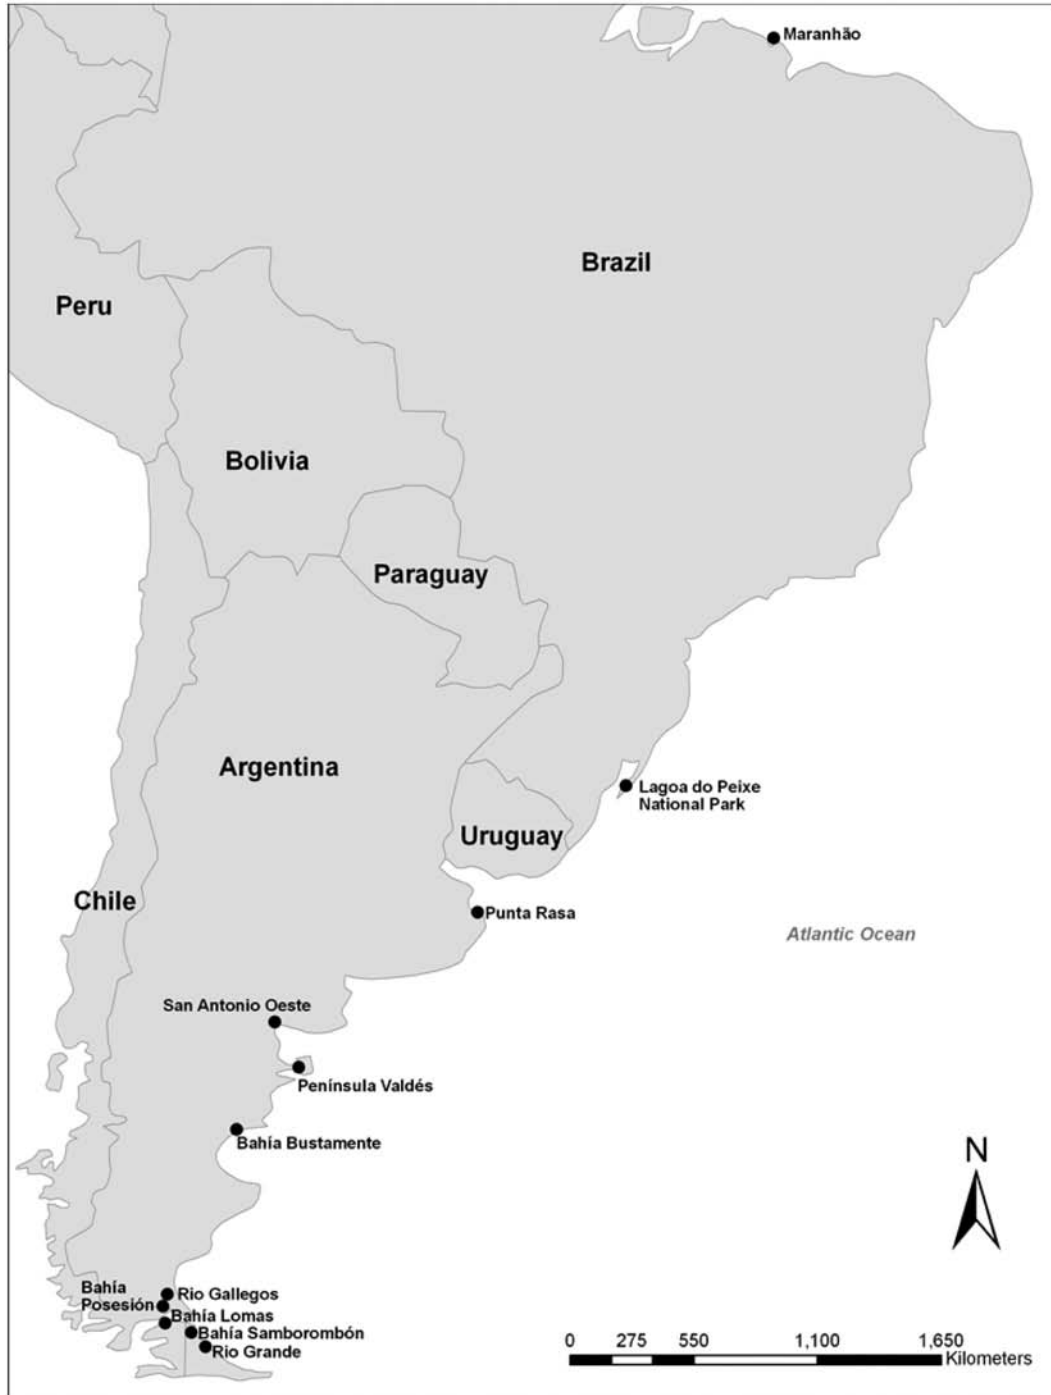 Maranhão
Brazil
Peru
Bolivia
Paraguay
Argentina
Lagoa do Peixe
National Park
Uruguay
Chile
Punta Rasa
Atlantic Ocean
San Antonio Oeste
Península Valdés
Bahía Bustamente
N
Bahía
Posesión
Rio Gallegos
Bahía Lomas
Bahía Samborombón
Rio Grande
0 275 550 1,100 1,650
Kilometers